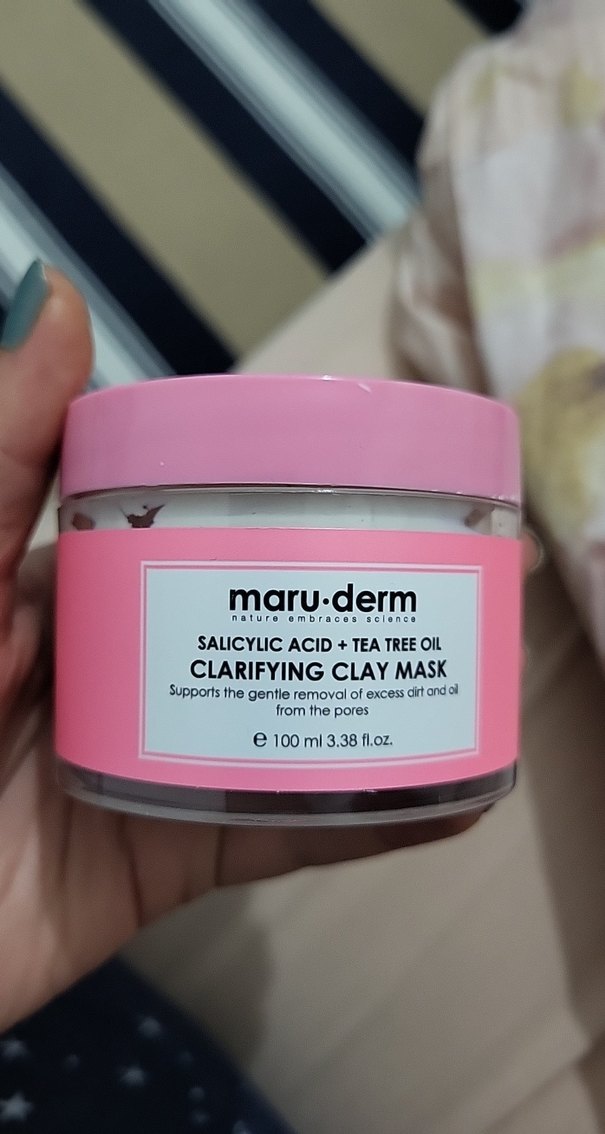 maru·derm
nature embraces science
SALICYLIC ACID + TEA TREE OIL
CLARIFYING CLAY MASK
Supports the gentle removal of excess dirt and oil
from the pores
℮ 100 ml 3.38 fl.oz.